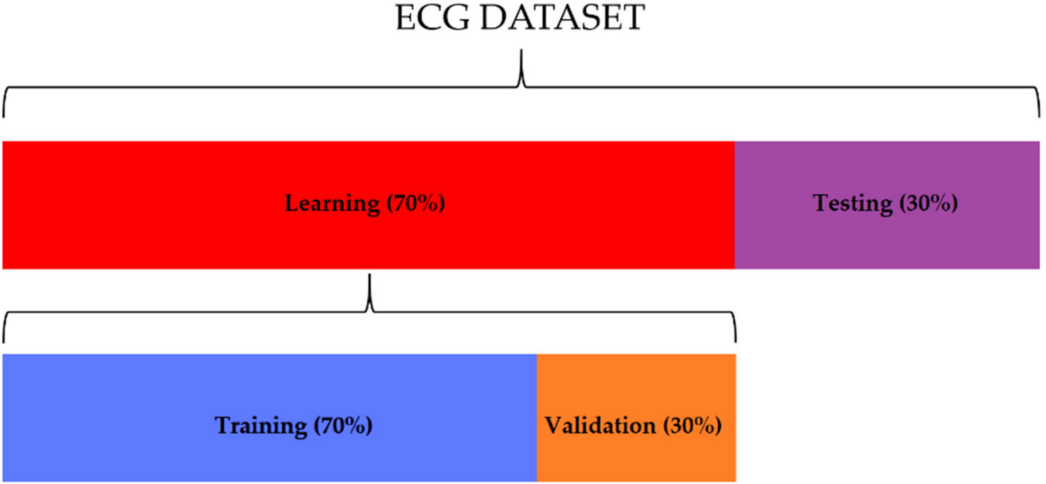 ECG DATASET
Learning (70%)
Testing (30%)
Training (70%)
Validation (30%)